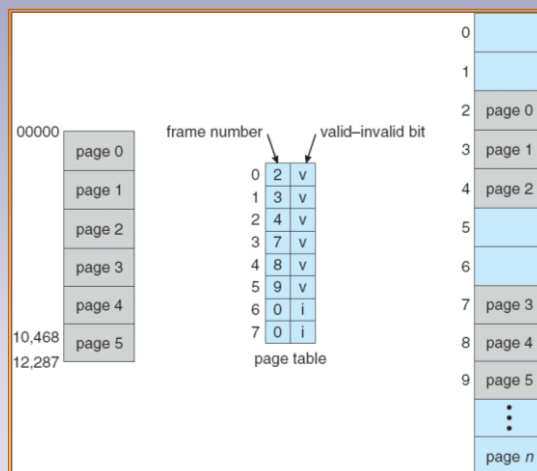 00000
page 0
page 1
page 2
page 3
page 4
10,468
page 5
12,287
frame number
valid–invalid bit
0 2 v
1 3 v
2 4 v
3 7 v
4 8 v
5 9 v
6 0 i
7 0 i
page table
0
1
2 page 0
3 page 1
4 page 2
5
6
7 page 3
8 page 4
9 page 5
page n